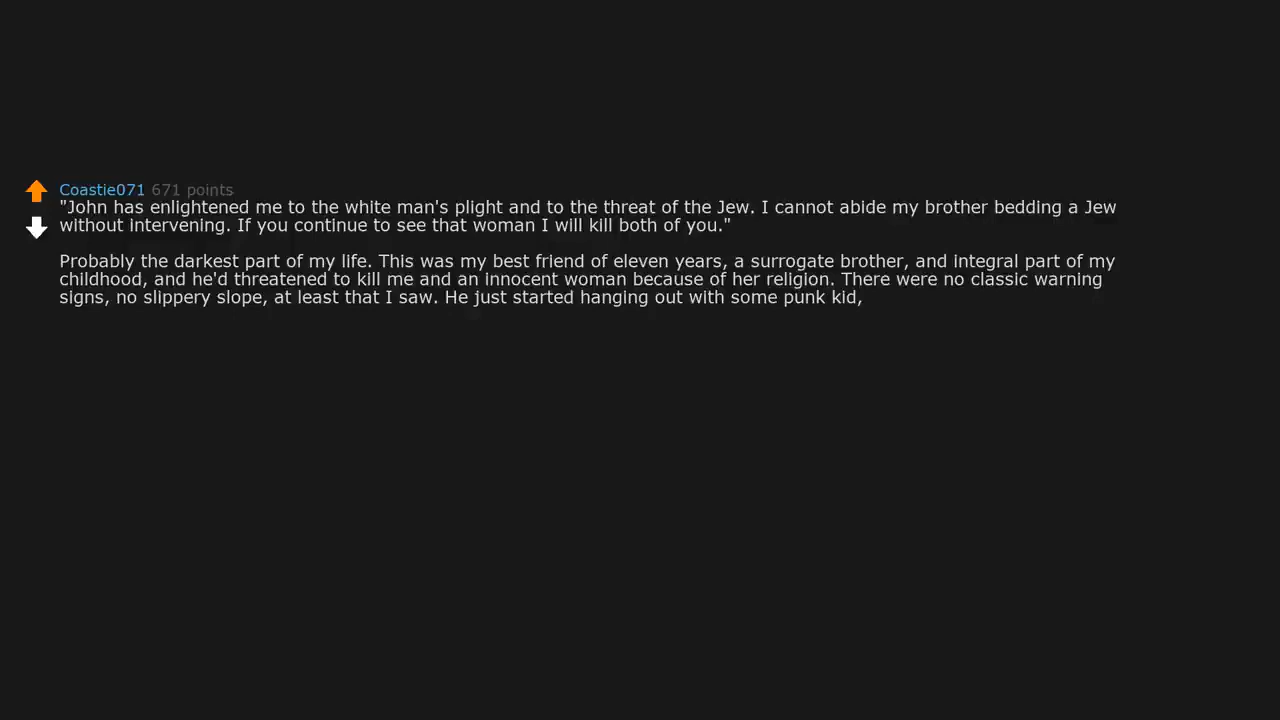 Coastie071 671 points
"John has enlightened me to the white man's plight and to the threat of the Jew. I cannot abide my brother bedding a Jew
without intervening. If you continue to see that woman I will kill both of you."
Probably the darkest part of my life. This was my best friend of eleven years, a surrogate brother, and integral part of my
childhood, and he'd threatened to kill me and an innocent woman because of her religion. There were no classic warning
signs, no slippery slope, at least that I saw. He just started hanging out with some punk kid,